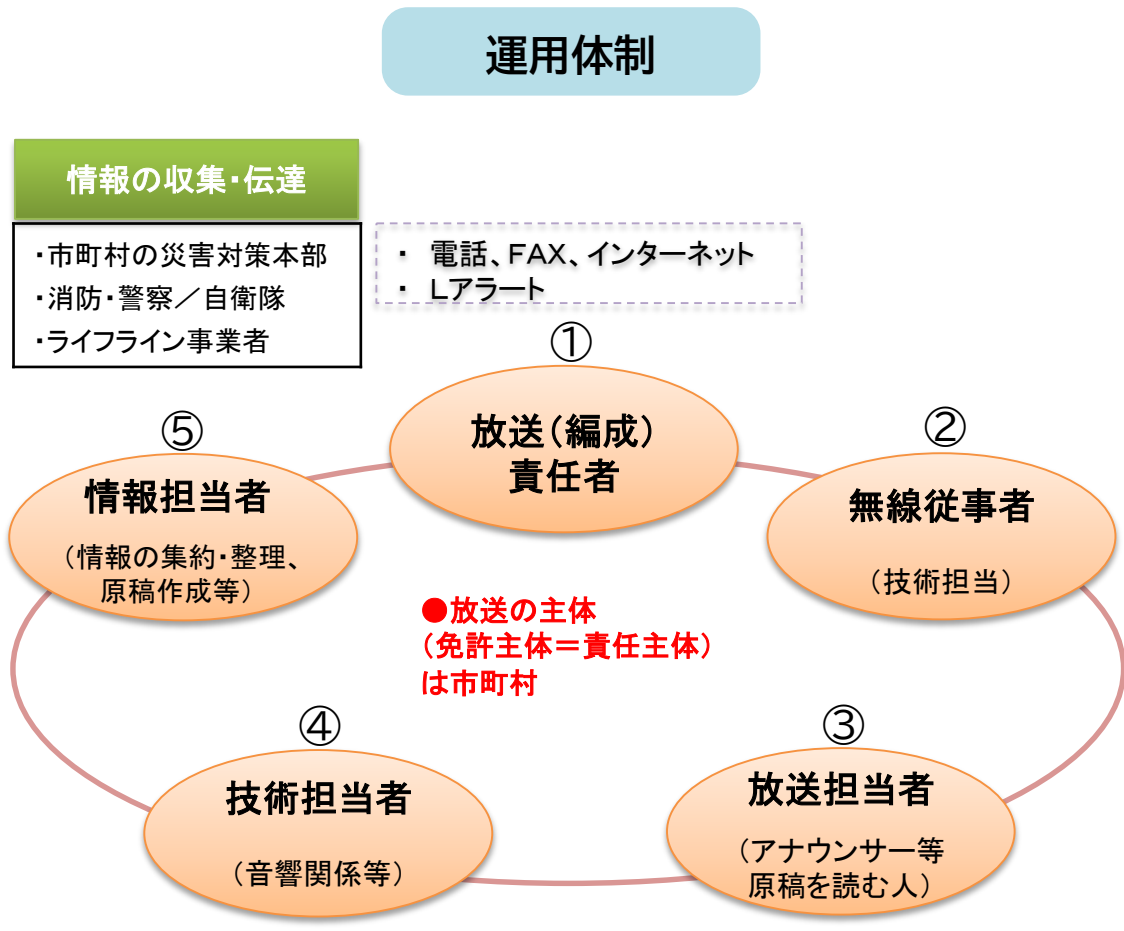 運用体制
情報の収集・伝達
・市町村の災害対策本部
・消防・警察／自衛隊
・ライフライン事業者
・ 電話、FAX、インターネット
・ Lアラート
①
放送（編成）
責任者
②
無線従事者
（技術担当）
③
放送担当者
（アナウンサー等
原稿を読む人）
④
技術担当者
（音響関係等）
⑤
情報担当者
（情報の集約・整理、
原稿作成等）
●放送の主体
（免許主体＝責任主体）
は市町村